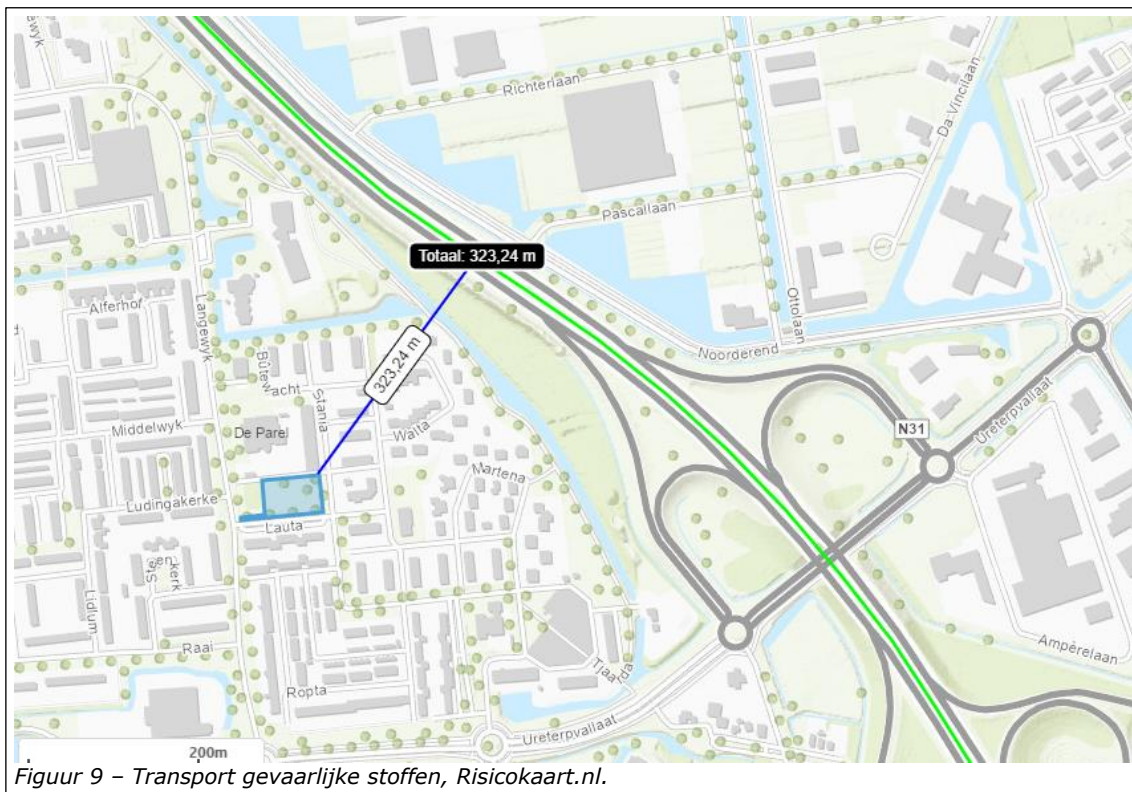 Richterlaan
Da Vincilaan
Pascallaan
Totaal: 323,24 m
Ottolaan
Alferhof
Langewyk
Noorderend
323,24 m
Bûtewacht
Stania
N31
Ureterpvallaat
Middelwyk
De Parel
Walta
Martena
Ludingakerke
Lauta
Lidlum
Raai
Ampèrelaan
Tjaarda
Ropta
Ureterpvallaat
200m
Figuur 9 – Transport gevaarlijke stoffen, Risicokaart.nl.